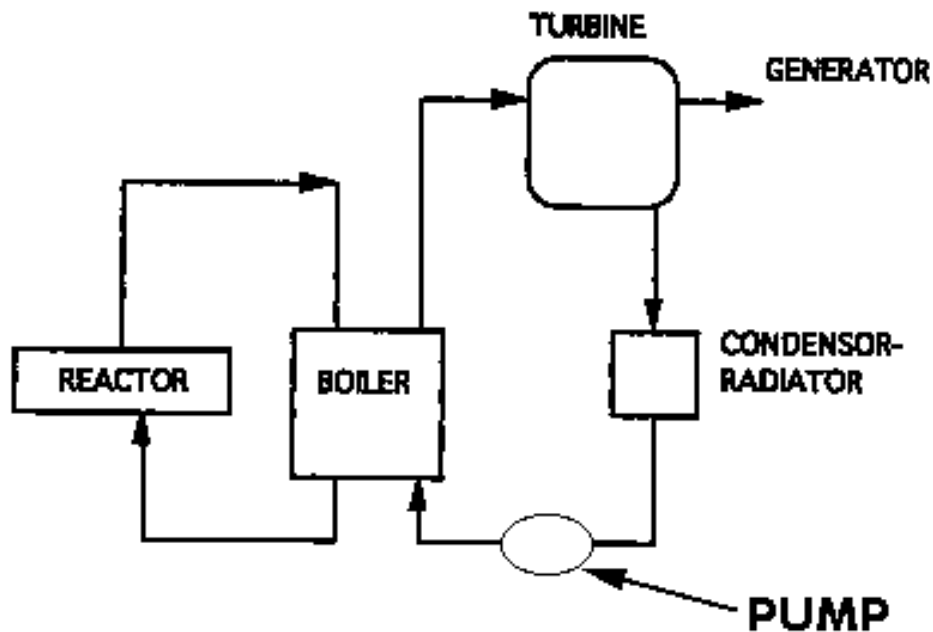 TURBINE
GENERATOR
REACTOR
BOILER
CONDENSOR-
RADIATOR
PUMP